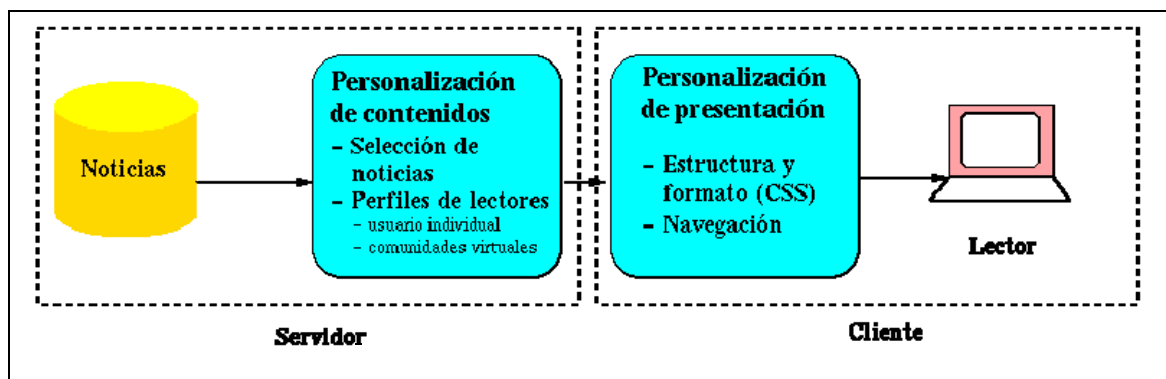 Noticias
Personalización
de contenidos
– Selección de
noticias
– Perfiles de lectores
– usuario individual
– comunidades virtuales
Servidor
Personalización
de presentación
– Estructura y
formato (CSS)
– Navegación
Lector
Cliente